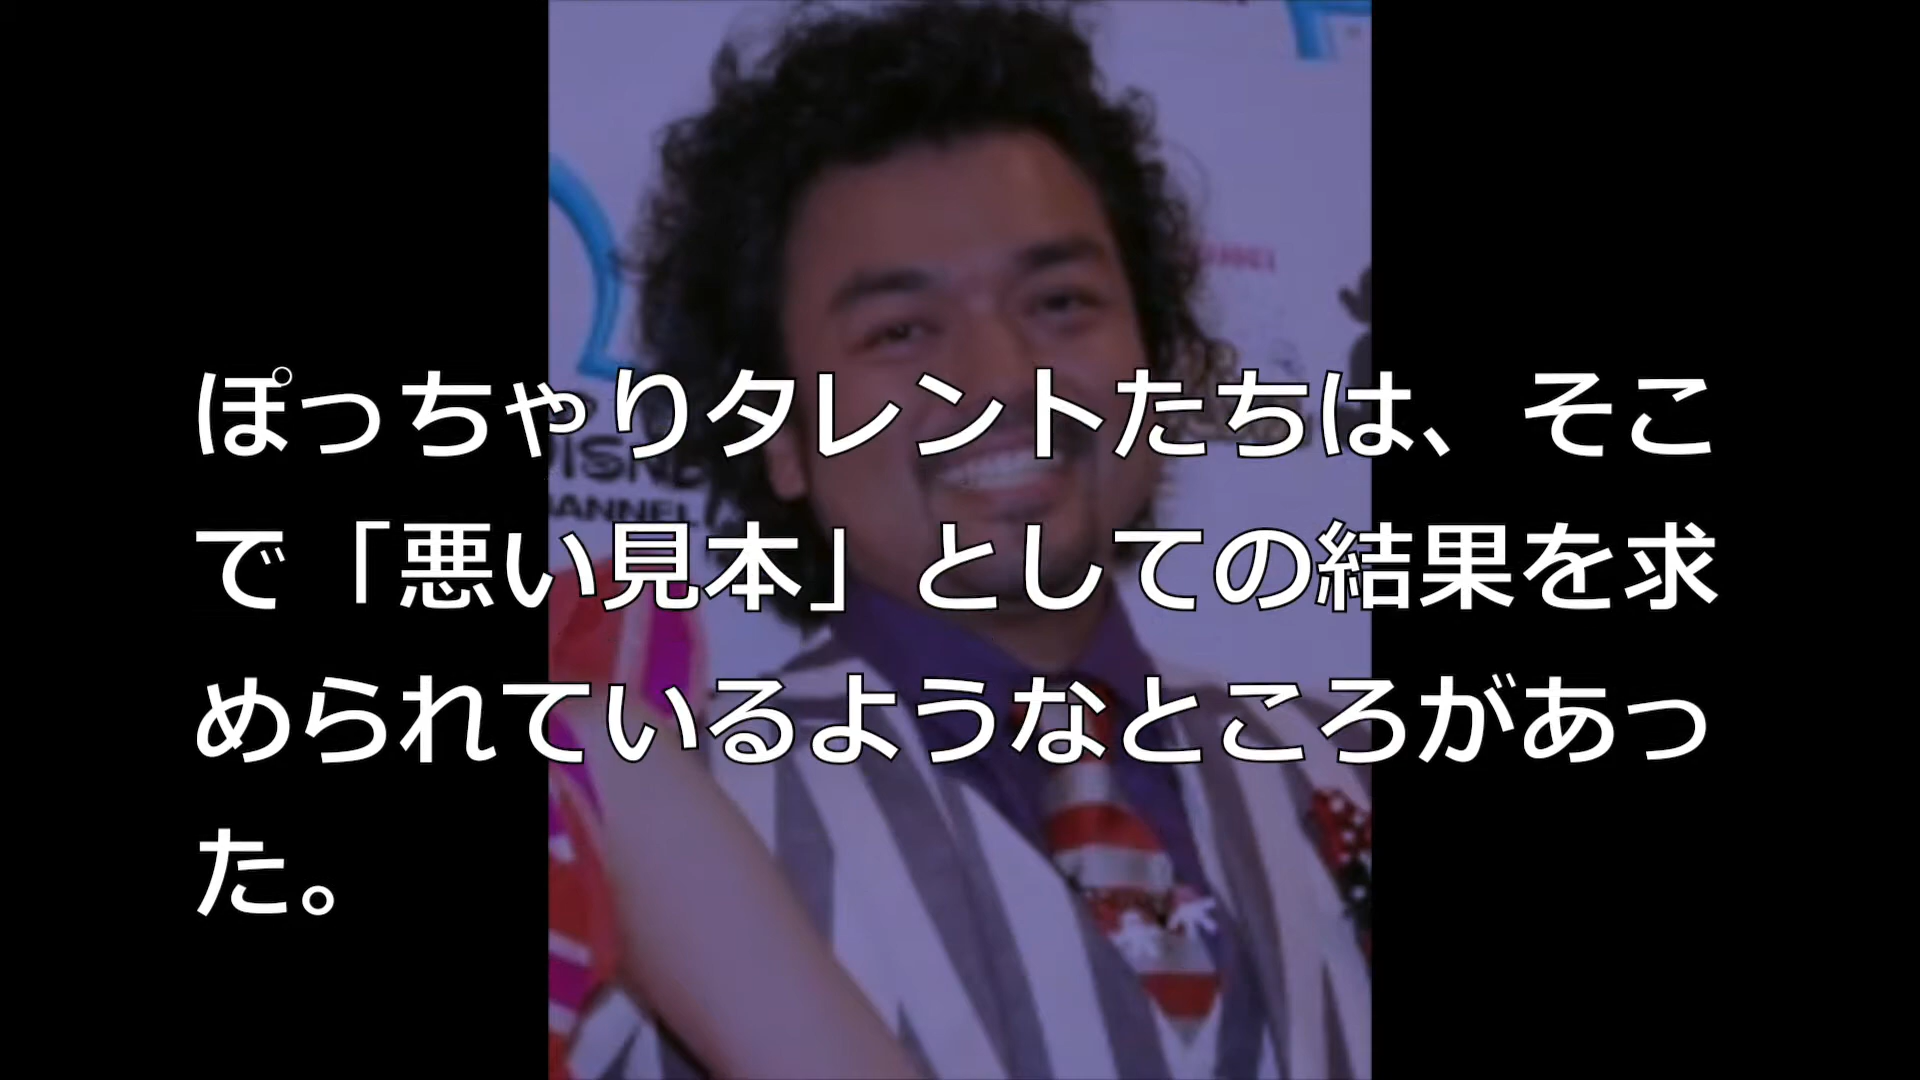 ぽっちゃりタレントたちは、そこ
で「悪い見本」としての結果を求
められているようなところがあっ
た。
DISNE
ANNEL